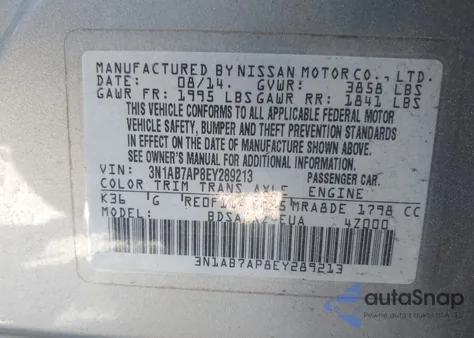 MANUFACTURED BY NISSAN MOTOR CO., LTD.
DATE: 08/14. GVWR: 3858 LBS
GAWR FR: 1995 LBS GAWR RR: 1841 LBS
THIS VEHICLE CONFORMS TO ALL APPLICABLE FEDERAL MOTOR
VEHICLE SAFETY, BUMPER AND THEFT PREVENTION STANDARDS
IN EFFECT ON THE DATE OF MANUFACTURE SHOWN ABOVE.
SEE OWNER'S MANUAL FOR ADDITIONAL INFORMATION.
VIN: 3N1AB7AP8EY289213 PASSENGER CAR.
COLOR TRIM TRANS AXLE ENGINE
K36 G MRA8DE 1798 CC
MODEL: 4Z000
3N1AB7AP8EY289213
autoSnap